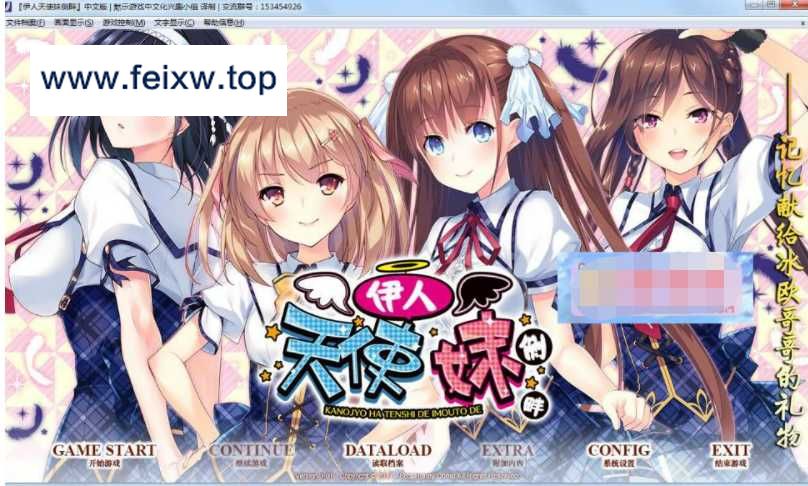 『伊人天使妹侧畔』中文版 | 酷示游戏中文化兴趣小组 译制 | 交流群号：153454926
文件档案(F) 画面显示(S) 游戏控制(M) 文字显示(C) 帮助信息(H)
www.feixw.top
记忆献给冰欧哥哥的礼物
伊人
天使妹侧畔
KANOJYO HA TENSHI DE IMOUTO DE
GAME START CONTINUE DATALOAD EXTRA CONFIG EXIT
开始游戏 继续游戏 读取档案 附加内容 系统设置 结束游戏